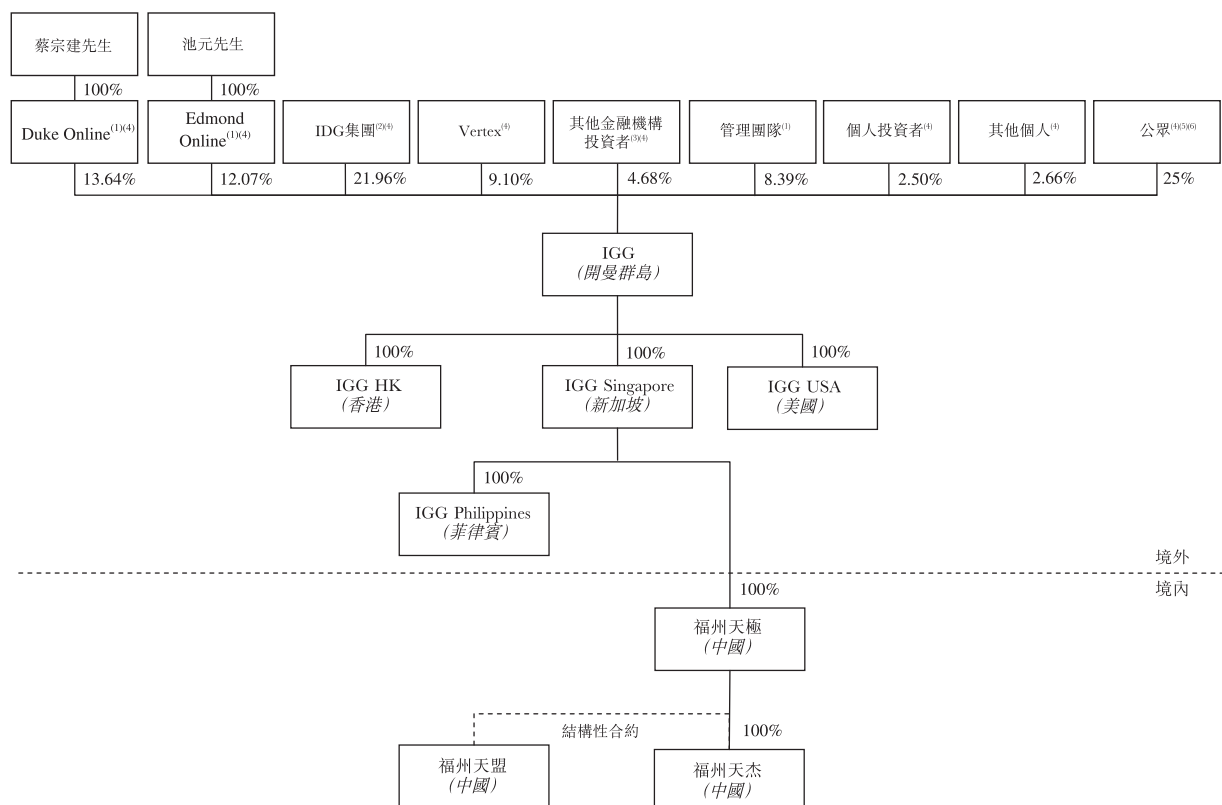 蔡宗建先生
池元先生
100%
100%
Duke Online(1)(4)
Edmond
Online(1)(4)
IDG集團(2)(4)
Vertex(4)
其他金融機構
投資者(3)(4)
管理團隊(1)
個人投資者(4)
其他個人(4)
公眾(4)(5)(6)
13.64%
12.07%
21.96%
9.10%
4.68%
8.39%
2.50%
2.66%
25%
IGG
(開曼群島)
100%
100%
100%
IGG HK
(香港)
IGG Singapore
(新加坡)
IGG USA
(美國)
100%
IGG Philippines
(菲律賓)
境外
境內
100%
福州天極
(中國)
結構性合約
100%
福州天盟
(中國)
福州天杰
(中國)